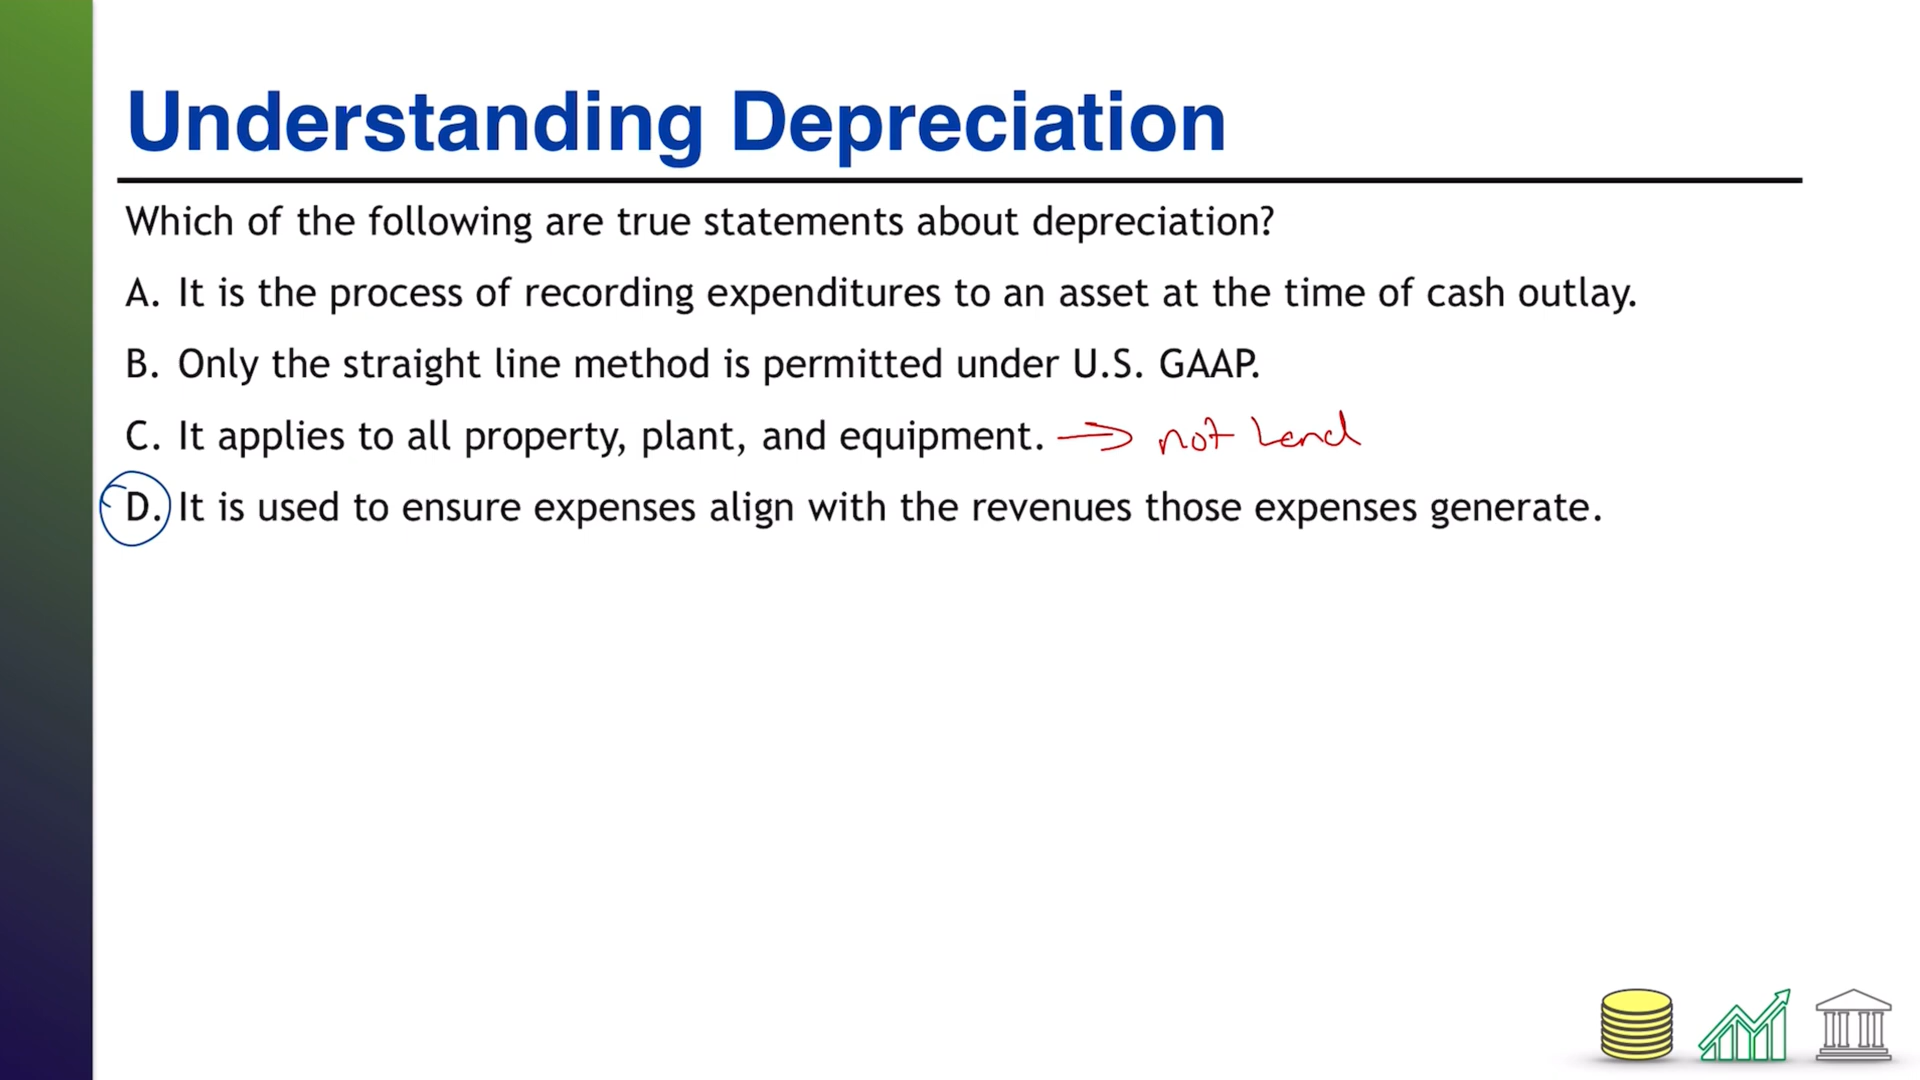 Understanding Depreciation
Which of the following are true statements about depreciation?
A. It is the process of recording expenditures to an asset at the time of cash outlay.
B. Only the straight line method is permitted under U.S. GAAP.
C. It applies to all property, plant, and equipment. → not Land
D. It is used to ensure expenses align with the revenues those expenses generate.